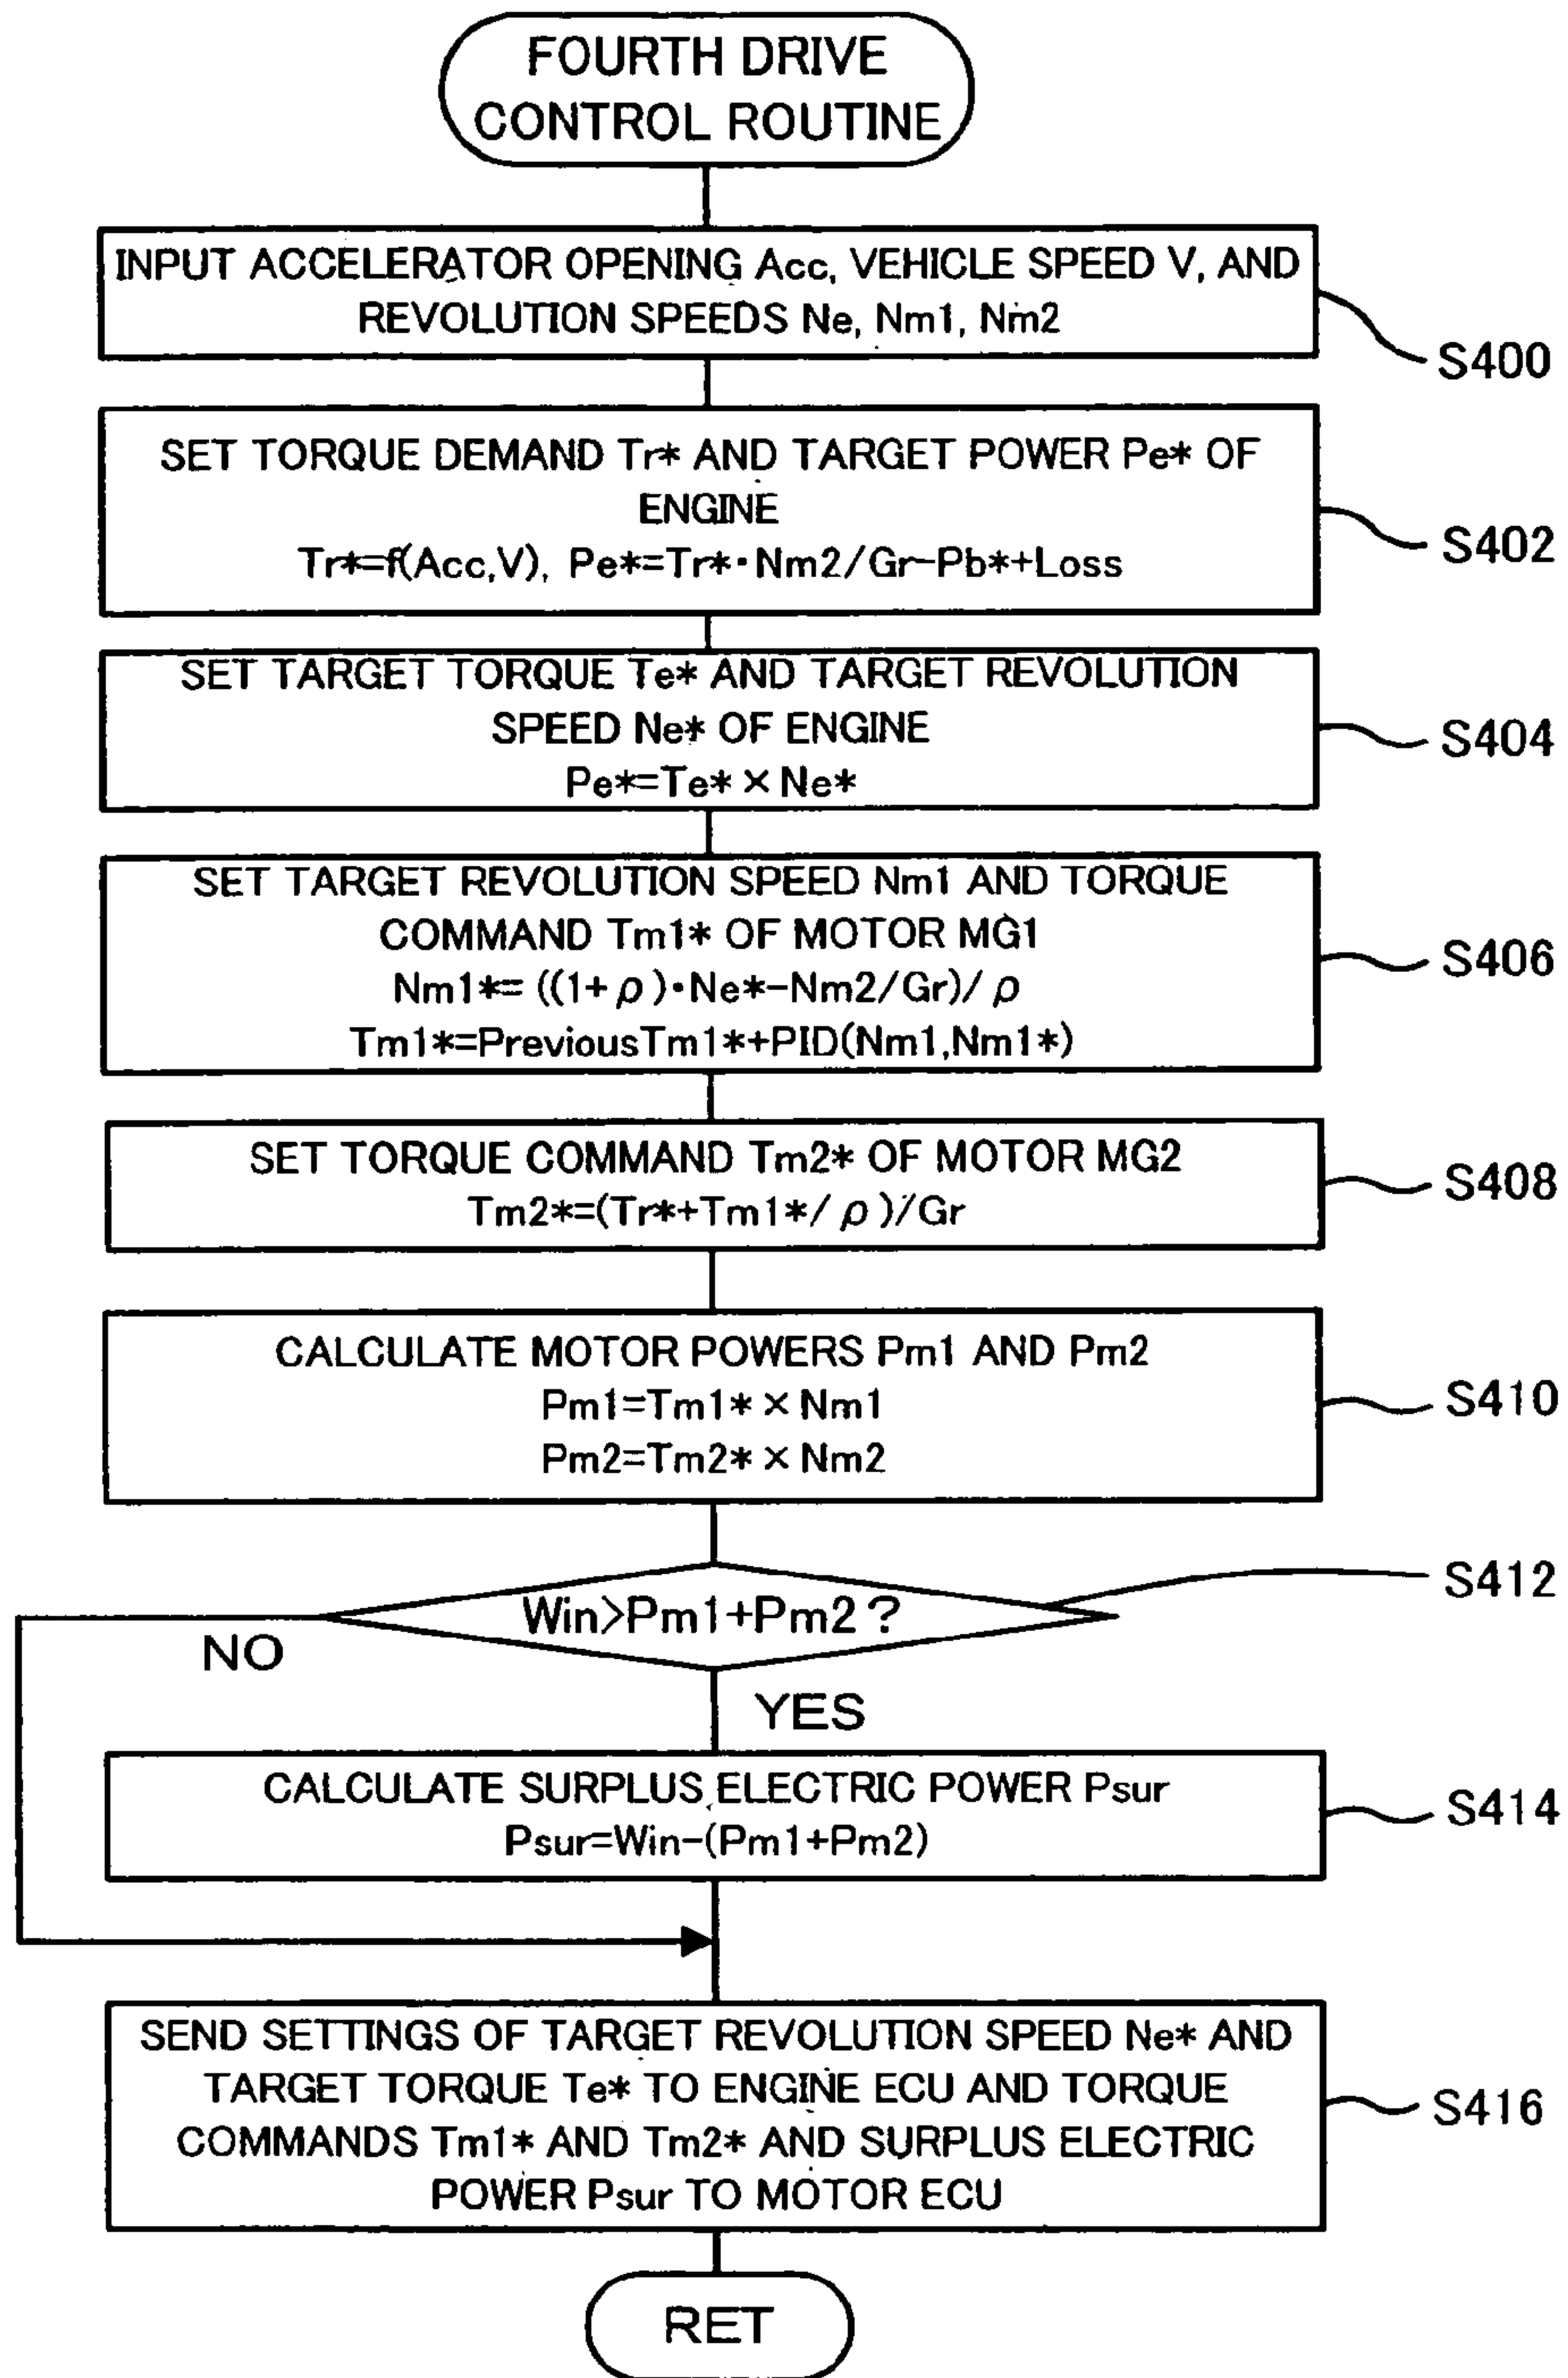 FOURTH DRIVE
CONTROL ROUTINE
INPUT ACCELERATOR OPENING Acc, VEHICLE SPEED V, AND
REVOLUTION SPEEDS Ne, Nm1, Nm2
S400
SET TORQUE DEMAND Tr* AND TARGET POWER Pe* OF
ENGINE
Tr*=f(Acc,V), Pe*=Tr*·Nm2/Gr-Pb*+Loss
S402
SET TARGET TORQUE Te* AND TARGET REVOLUTION
SPEED Ne* OF ENGINE
Pe*=Te* × Ne*
S404
SET TARGET REVOLUTION SPEED Nm1 AND TORQUE
COMMAND Tm1* OF MOTOR MG1
Nm1*= ((1+ρ)·Ne*-Nm2/Gr)/ρ
Tm1*=PreviousTm1*+PID(Nm1,Nm1*)
S406
SET TORQUE COMMAND Tm2* OF MOTOR MG2
Tm2*=(Tr*+Tm1*/ρ)/Gr
S408
CALCULATE MOTOR POWERS Pm1 AND Pm2
Pm1=Tm1* × Nm1
Pm2=Tm2* × Nm2
S410
S412
Win>Pm1+Pm2?
NO
YES
CALCULATE SURPLUS ELECTRIC POWER Psur
Psur=Win-(Pm1+Pm2)
S414
SEND SETTINGS OF TARGET REVOLUTION SPEED Ne* AND
TARGET TORQUE Te* TO ENGINE ECU AND TORQUE
COMMANDS Tm1* AND Tm2* AND SURPLUS ELECTRIC
POWER Psur TO MOTOR ECU
S416
RET